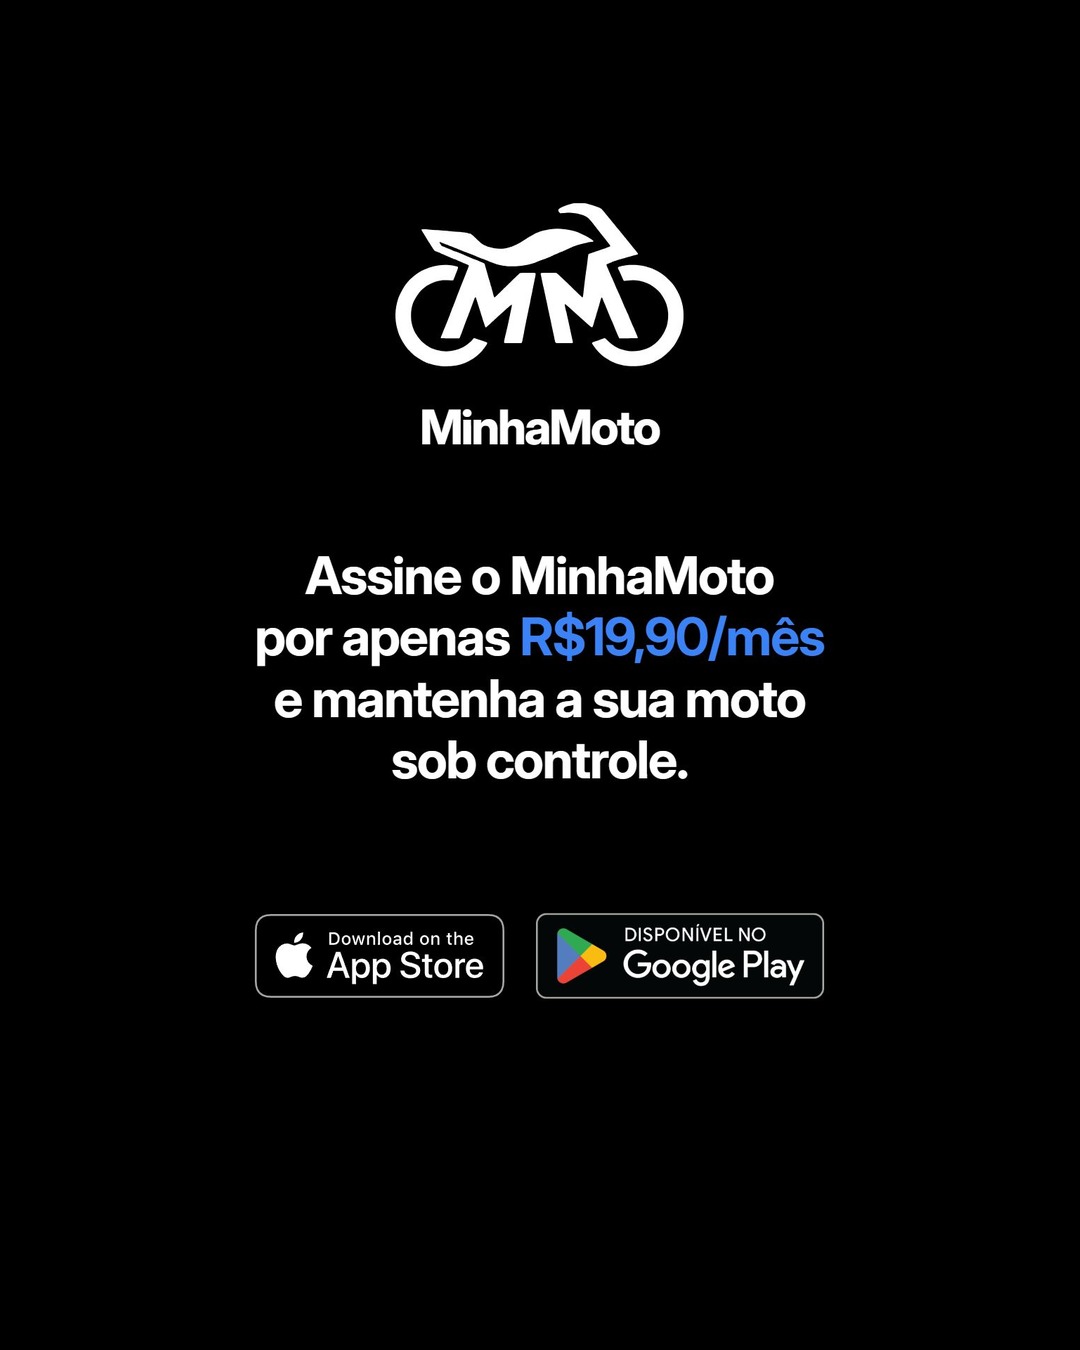 MM
MinhaMoto
Assine o MinhaMoto
por apenas R$19,90/mês
e mantenha a sua moto
sob controle.
Download on the
App Store
DISPONÍVEL NO
Google Play